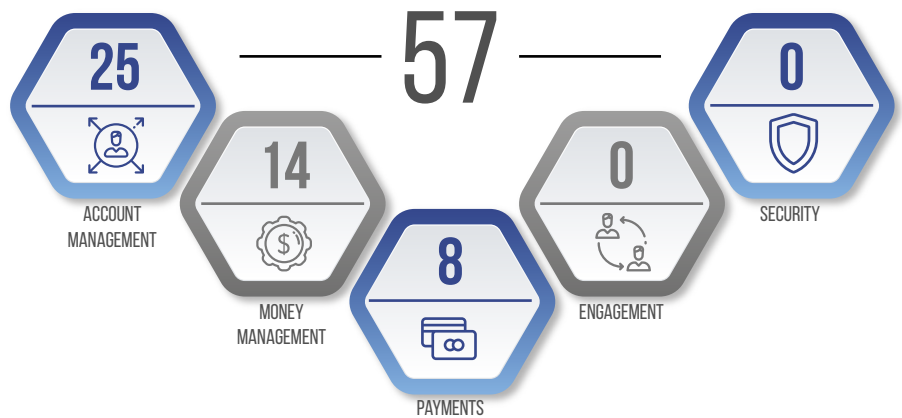 57
25
ACCOUNT
MANAGEMENT
14
$
MONEY
MANAGEMENT
8
PAYMENTS
0
ENGAGEMENT
0
SECURITY